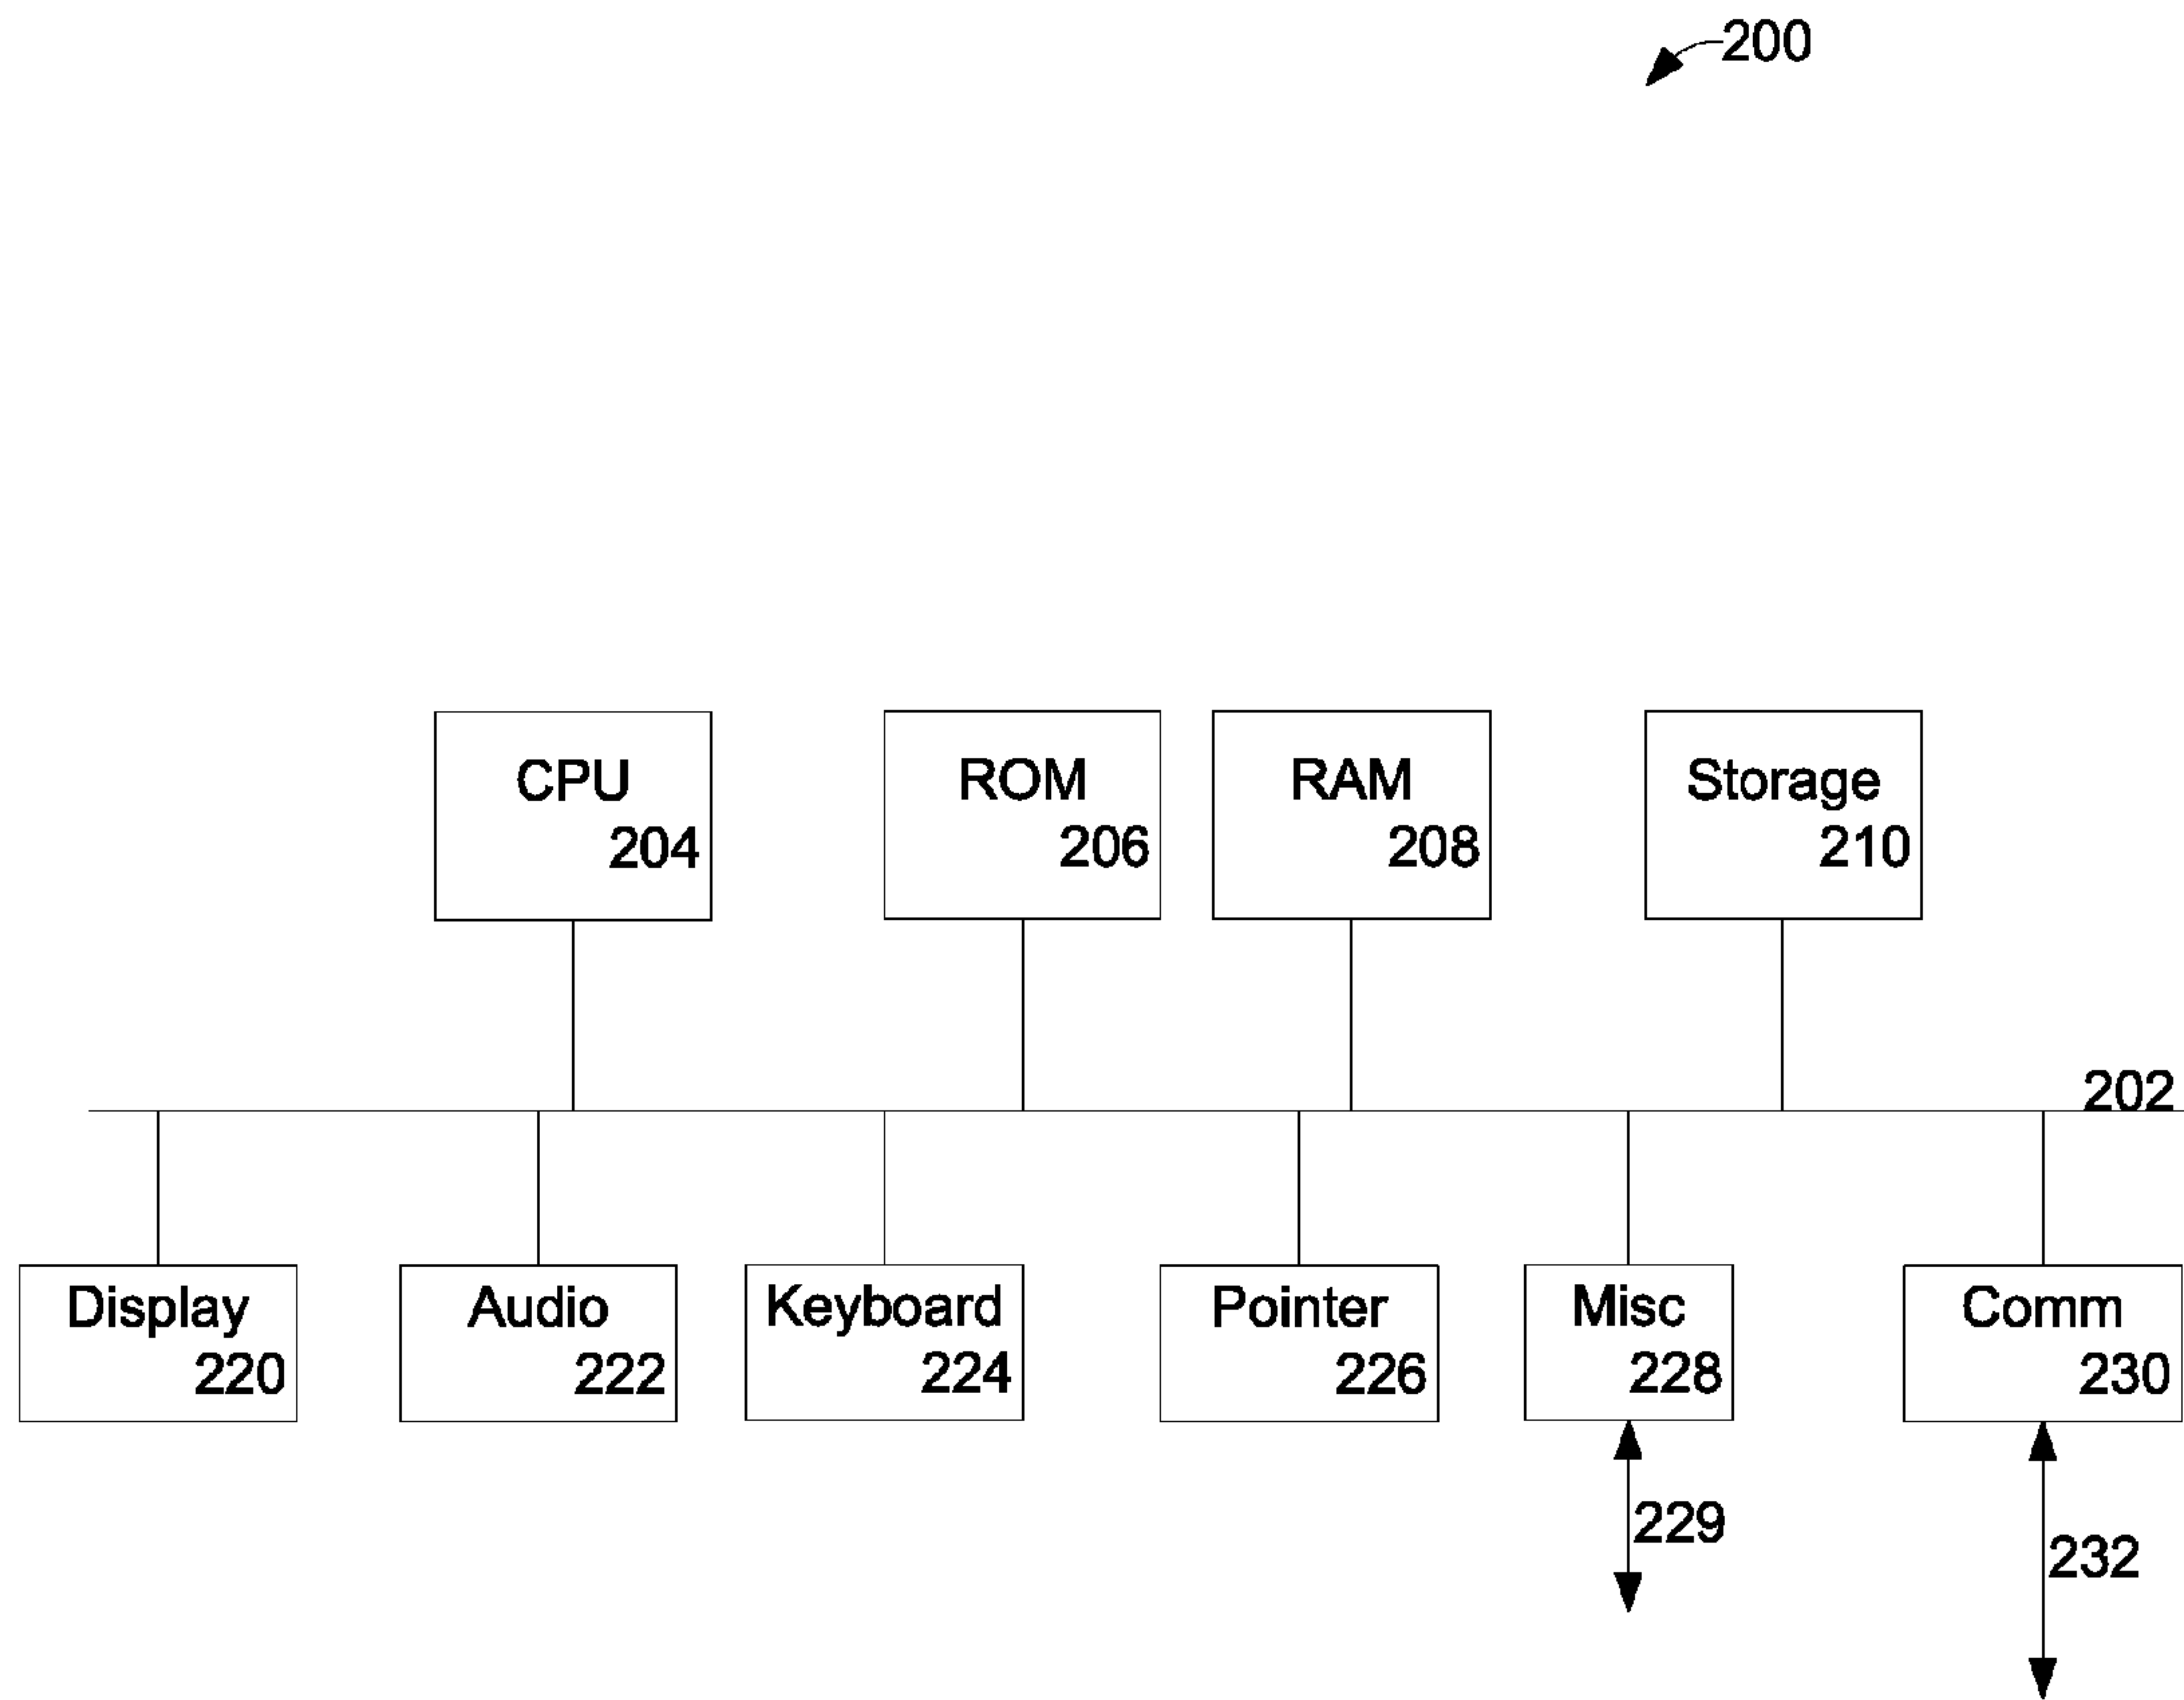 200
CPU
204
ROM
206
RAM
208
Storage
210
202
Display
220
Audio
222
Keyboard
224
Pointer
226
Misc
228
Comm
230
229
232